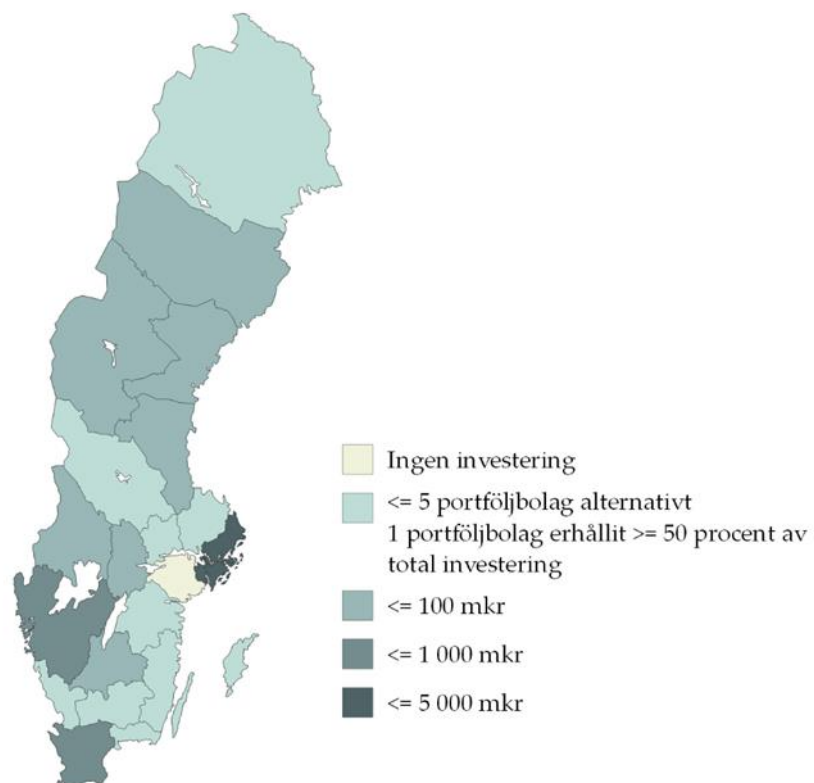 Ingen investering
<= 5 portföljbolag alternativt
1 portföljbolag erhållit >= 50 procent av
total investering
<= 100 mkr
<= 1 000 mkr
<= 5 000 mkr